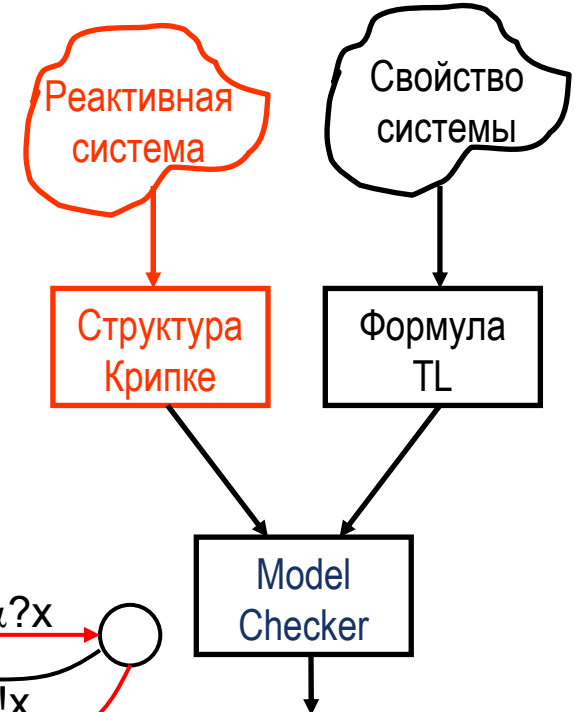 Реактивная
система
Свойство
системы
Структура
Крипке
Формула
TL
Model
Checker
?x
!x